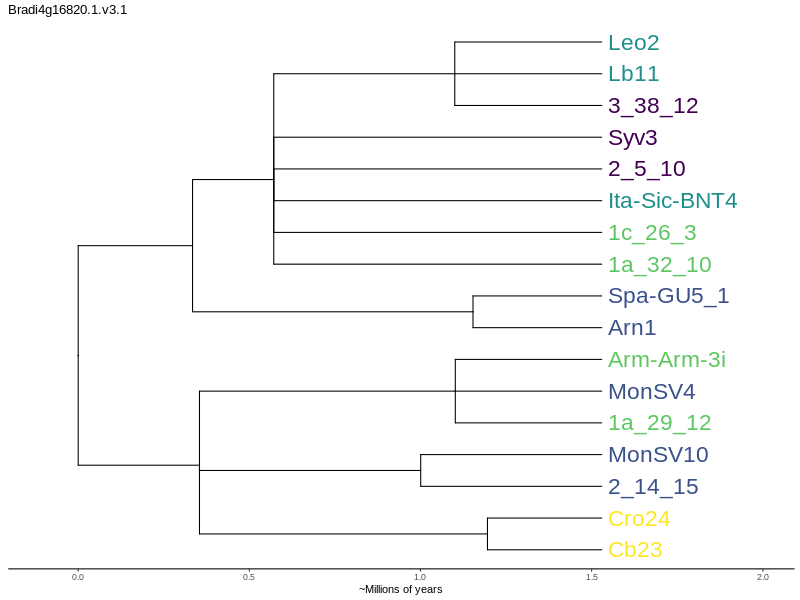 Bradi4g16820.1.v3.1
Leo2
Lb11
3_38_12
Syv3
2_5_10
Ita-Sic-BNT4
1c_26_3
1a_32_10
Spa-GU5_1
Arn1
Arm-Arm-3i
MonSV4
1a_29_12
MonSV10
2_14_15
Cro24
Cb23
0.0 0.5 1.0 1.5 2.0
~Millions of years